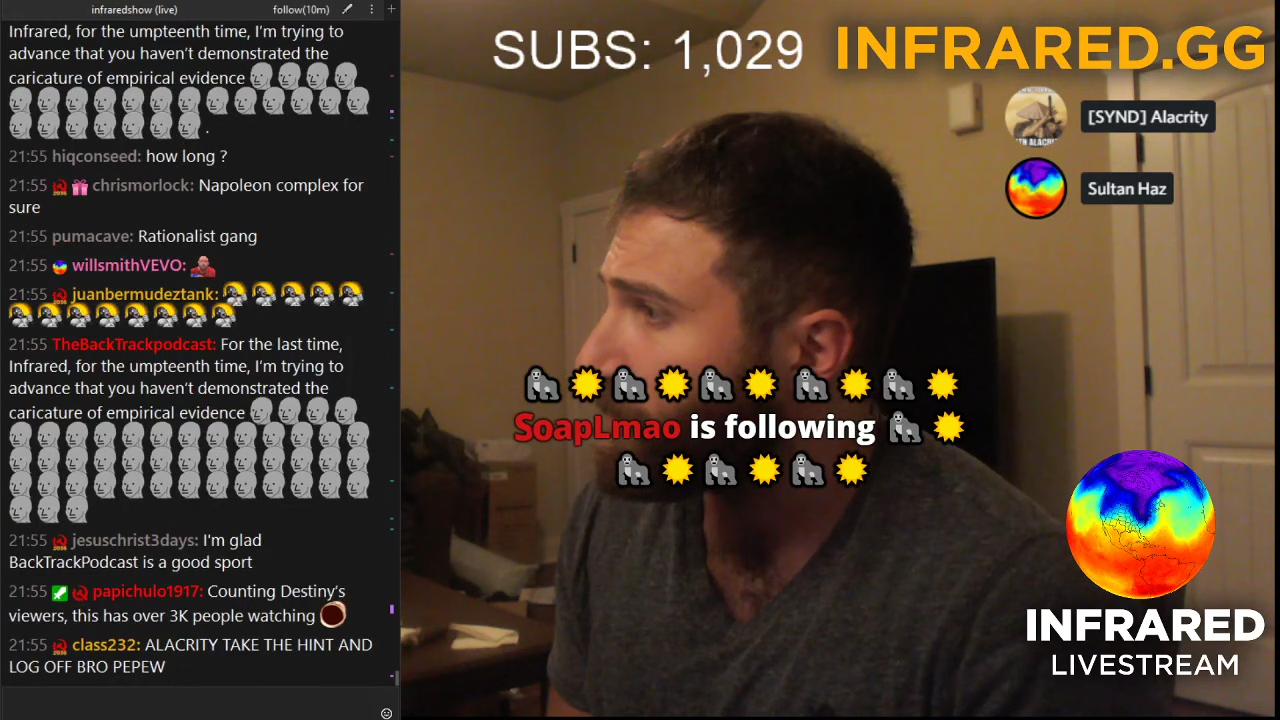 infraredshow (live)
follow(10m)
Infrared, for the umpteenth time, I'm trying to
advance that you haven't demonstrated the
caricature of empirical evidence
.
21:55 hiqconseed: how long ?
21:55 chrismorlock: Napoleon complex for
sure
21:55 pumacave: Rationalist gang
21:55 willsmithVEVO:
21:55 juanbermudeztank:
21:55 TheBackTrackpodcast: For the last time,
Infrared, for the umpteenth time, I'm trying to
advance that you haven't demonstrated the
caricature of empirical evidence
21:55 jesuschrist3days: I'm glad
BackTrackPodcast is a good sport
21:55 papichulo1917: Counting Destiny's
viewers, this has over 3K people watching
21:55 class232: ALACRITY TAKE THE HINT AND
LOG OFF BRO PEPEW
SUBS: 1,029
INFRARED.GG
[SYND] Alacrity
Sultan Haz
SoapLmao is following
INFRARED
LIVESTREAM